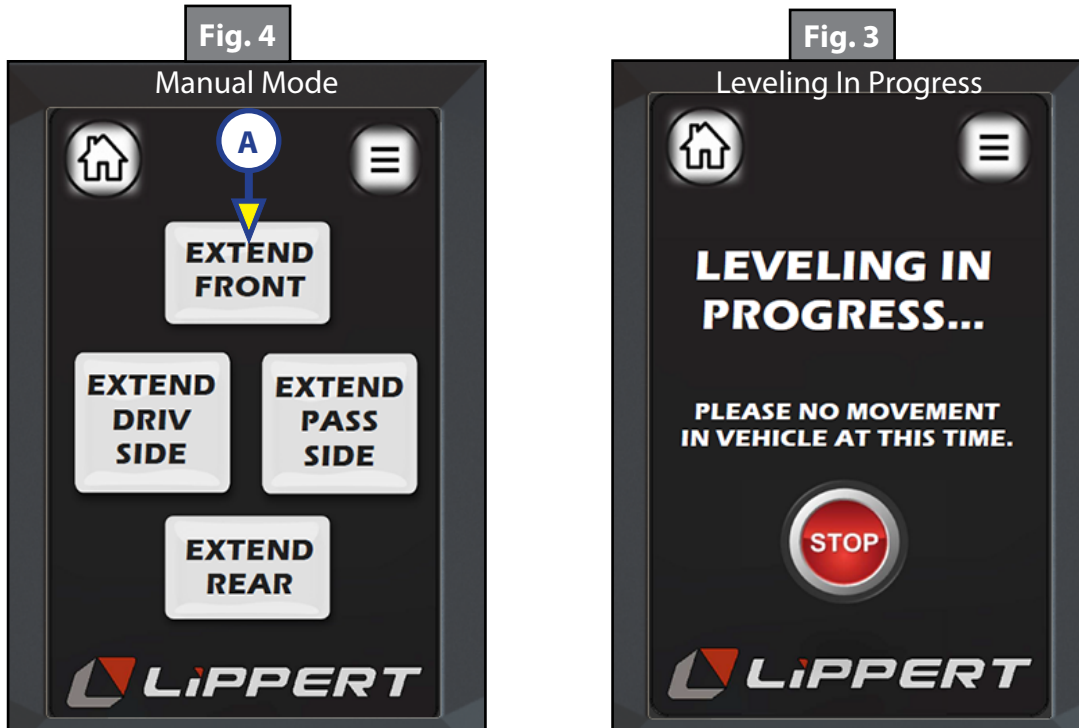 Fig. 4
Manual Mode
A
EXTEND
FRONT
EXTEND
DRIV
SIDE
EXTEND
PASS
SIDE
EXTEND
REAR
LiPPERT
Fig. 3
Leveling In Progress
LEVELING IN
PROGRESS...
PLEASE NO MOVEMENT
IN VEHICLE AT THIS TIME.
STOP
LiPPERT